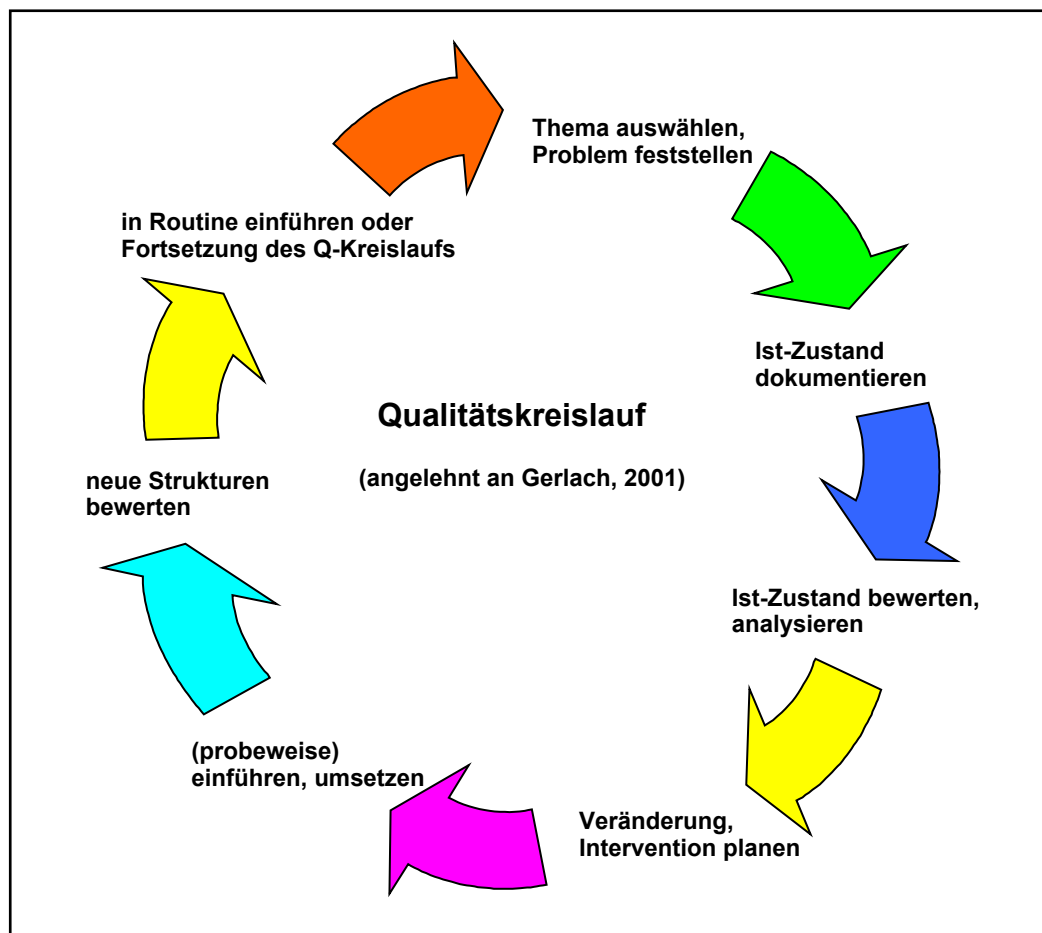 Thema auswählen,
Problem feststellen
in Routine einführen oder
Fortsetzung des Q-Kreislaufs
Ist-Zustand
dokumentieren
Qualitätskreislauf
(angelehnt an Gerlach, 2001)
neue Strukturen
bewerten
Ist-Zustand bewerten,
analysieren
(probeweise)
einführen, umsetzen
Veränderung,
Intervention planen